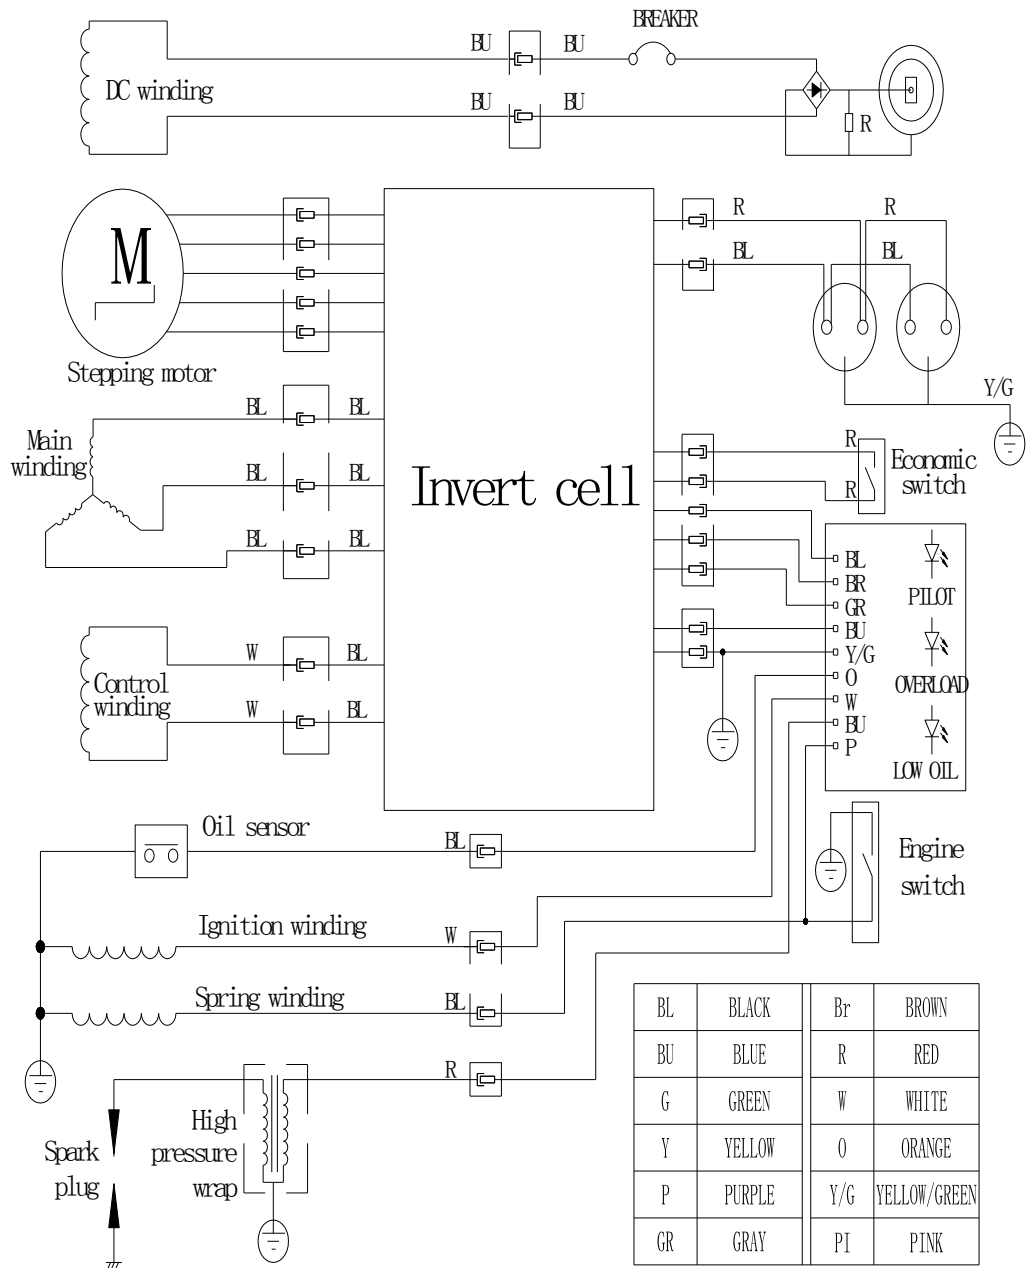 BREAKER
BU
BU
DC winding
BU
BU
R
M
Stepping motor
R
R
BL
BL
Y/G
Main
winding
BL
BL
BL
BL
BL
BL
Invert cell
R
R
Economic
switch
BL
BR
GR
BU
Y/G
O
W
BU
P
PILOT
OVERLOAD
LOW OIL
Control
winding
W
BL
W
BL
Oil sensor
BL
Engine
switch
Ignition winding
W
Spring winding
BL
R
High
pressure
wrap
Spark
plug
BL BLACK Br BROWN
BU BLUE R RED
G GREEN W WHITE
Y YELLOW O ORANGE
P PURPLE Y/G YELLOW/GREEN
GR GRAY PI PINK